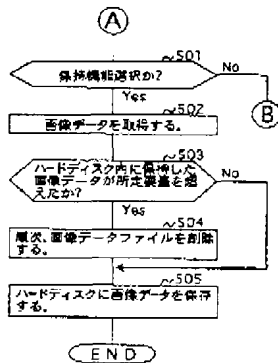 A
501
保持機能選択か?
No
Yes
B
502
画像データを取得する。
503
ハードディスク内に保持した
画像データが所定容量を超
えたか?
No
Yes
504
順次、画像データファイルを削除
する。
505
ハードディスクに画像データを保存
する。
END